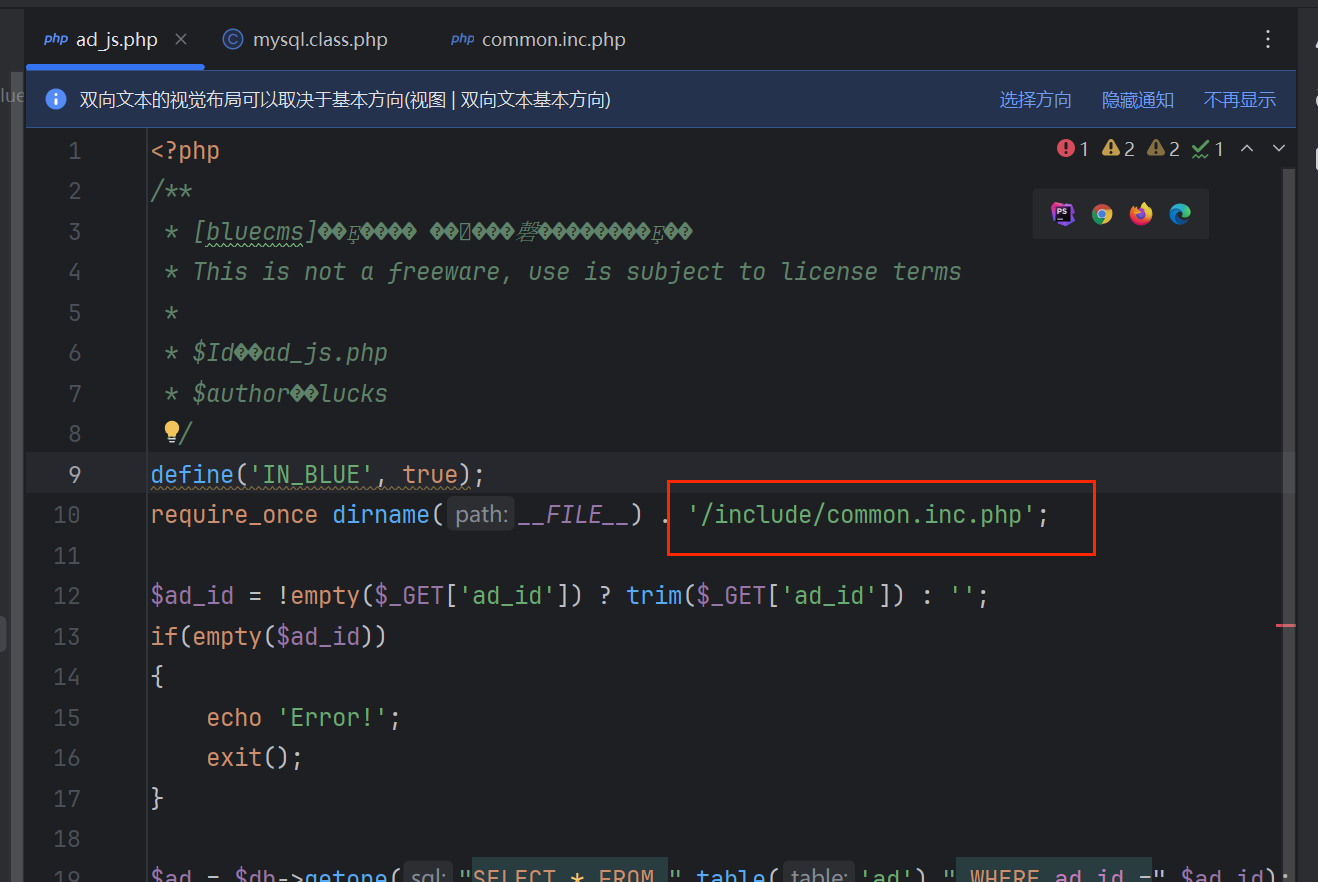 php ad_js.php × mysql.class.php php common.inc.php
双向文本的视觉布局可以取决于基本方向(视图 | 双向文本基本方向) 选择方向 隐藏通知 不再显示
1 <?php
1 2 2 1
2 /**
3 * [bluecms]
4 * This is not a freeware, use is subject to license terms
5 *
6 * $Id��ad_js.php
7 * $author��lucks
8 /
9 define('IN_BLUE', true);
10 require_once dirname( path: __FILE__) . '/include/common.inc.php';
11
12 $ad_id = !empty($_GET['ad_id']) ? trim($_GET['ad_id']) : '';
13 if(empty($ad_id))
14 {
15 echo 'Error!';
16 exit();
17 }
18
19 $ad = $db->getone( sql: "SELECT * FROM ".table( table: 'ad')." WHERE ad_id =".$ad_id);